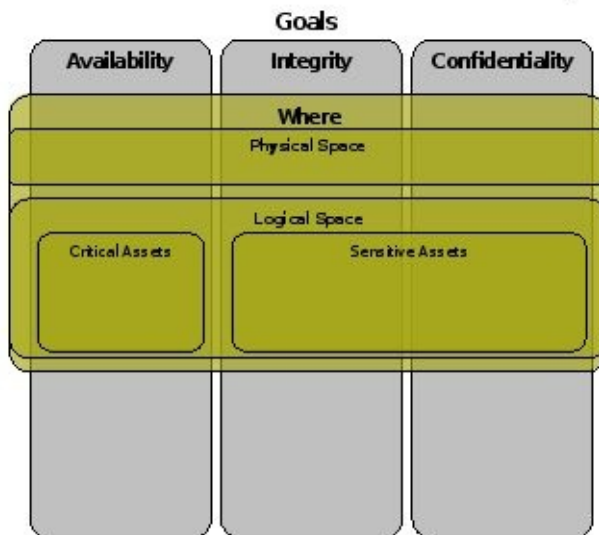 Goals
Availability Integrity Confidentiality
Where
Physical Space
Logical Space
Critical Assets Sensitive Assets